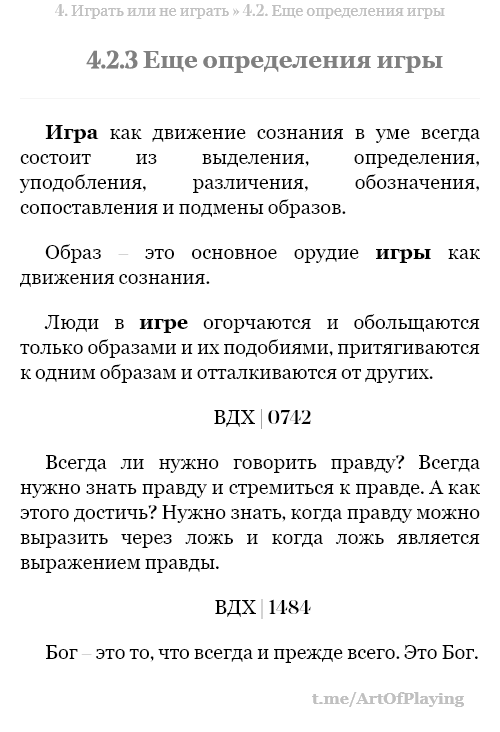 4. Играть или не играть » 4.2. Еще определения игры
4.2.3 Еще определения игры
Игра как движение сознания в уме всегда
состоит из выделения, определения,
уподобления, различения, обозначения,
сопоставления и подмены образов.
Образ – это основное орудие игры как
движения сознания.
Люди в игре огорчаются и обольщаются
только образами и их подобиями, притягиваются
к одним образам и отталкиваются от других.
ВДХ | 0742
Всегда ли нужно говорить правду? Всегда
нужно знать правду и стремиться к правде. А как
этого достичь? Нужно знать, когда правду можно
выразить через ложь и когда ложь является
выражением правды.
ВДХ | 1484
Бог – это то, что всегда и прежде всего. Это Бог.
t.me/ArtOfPlaying